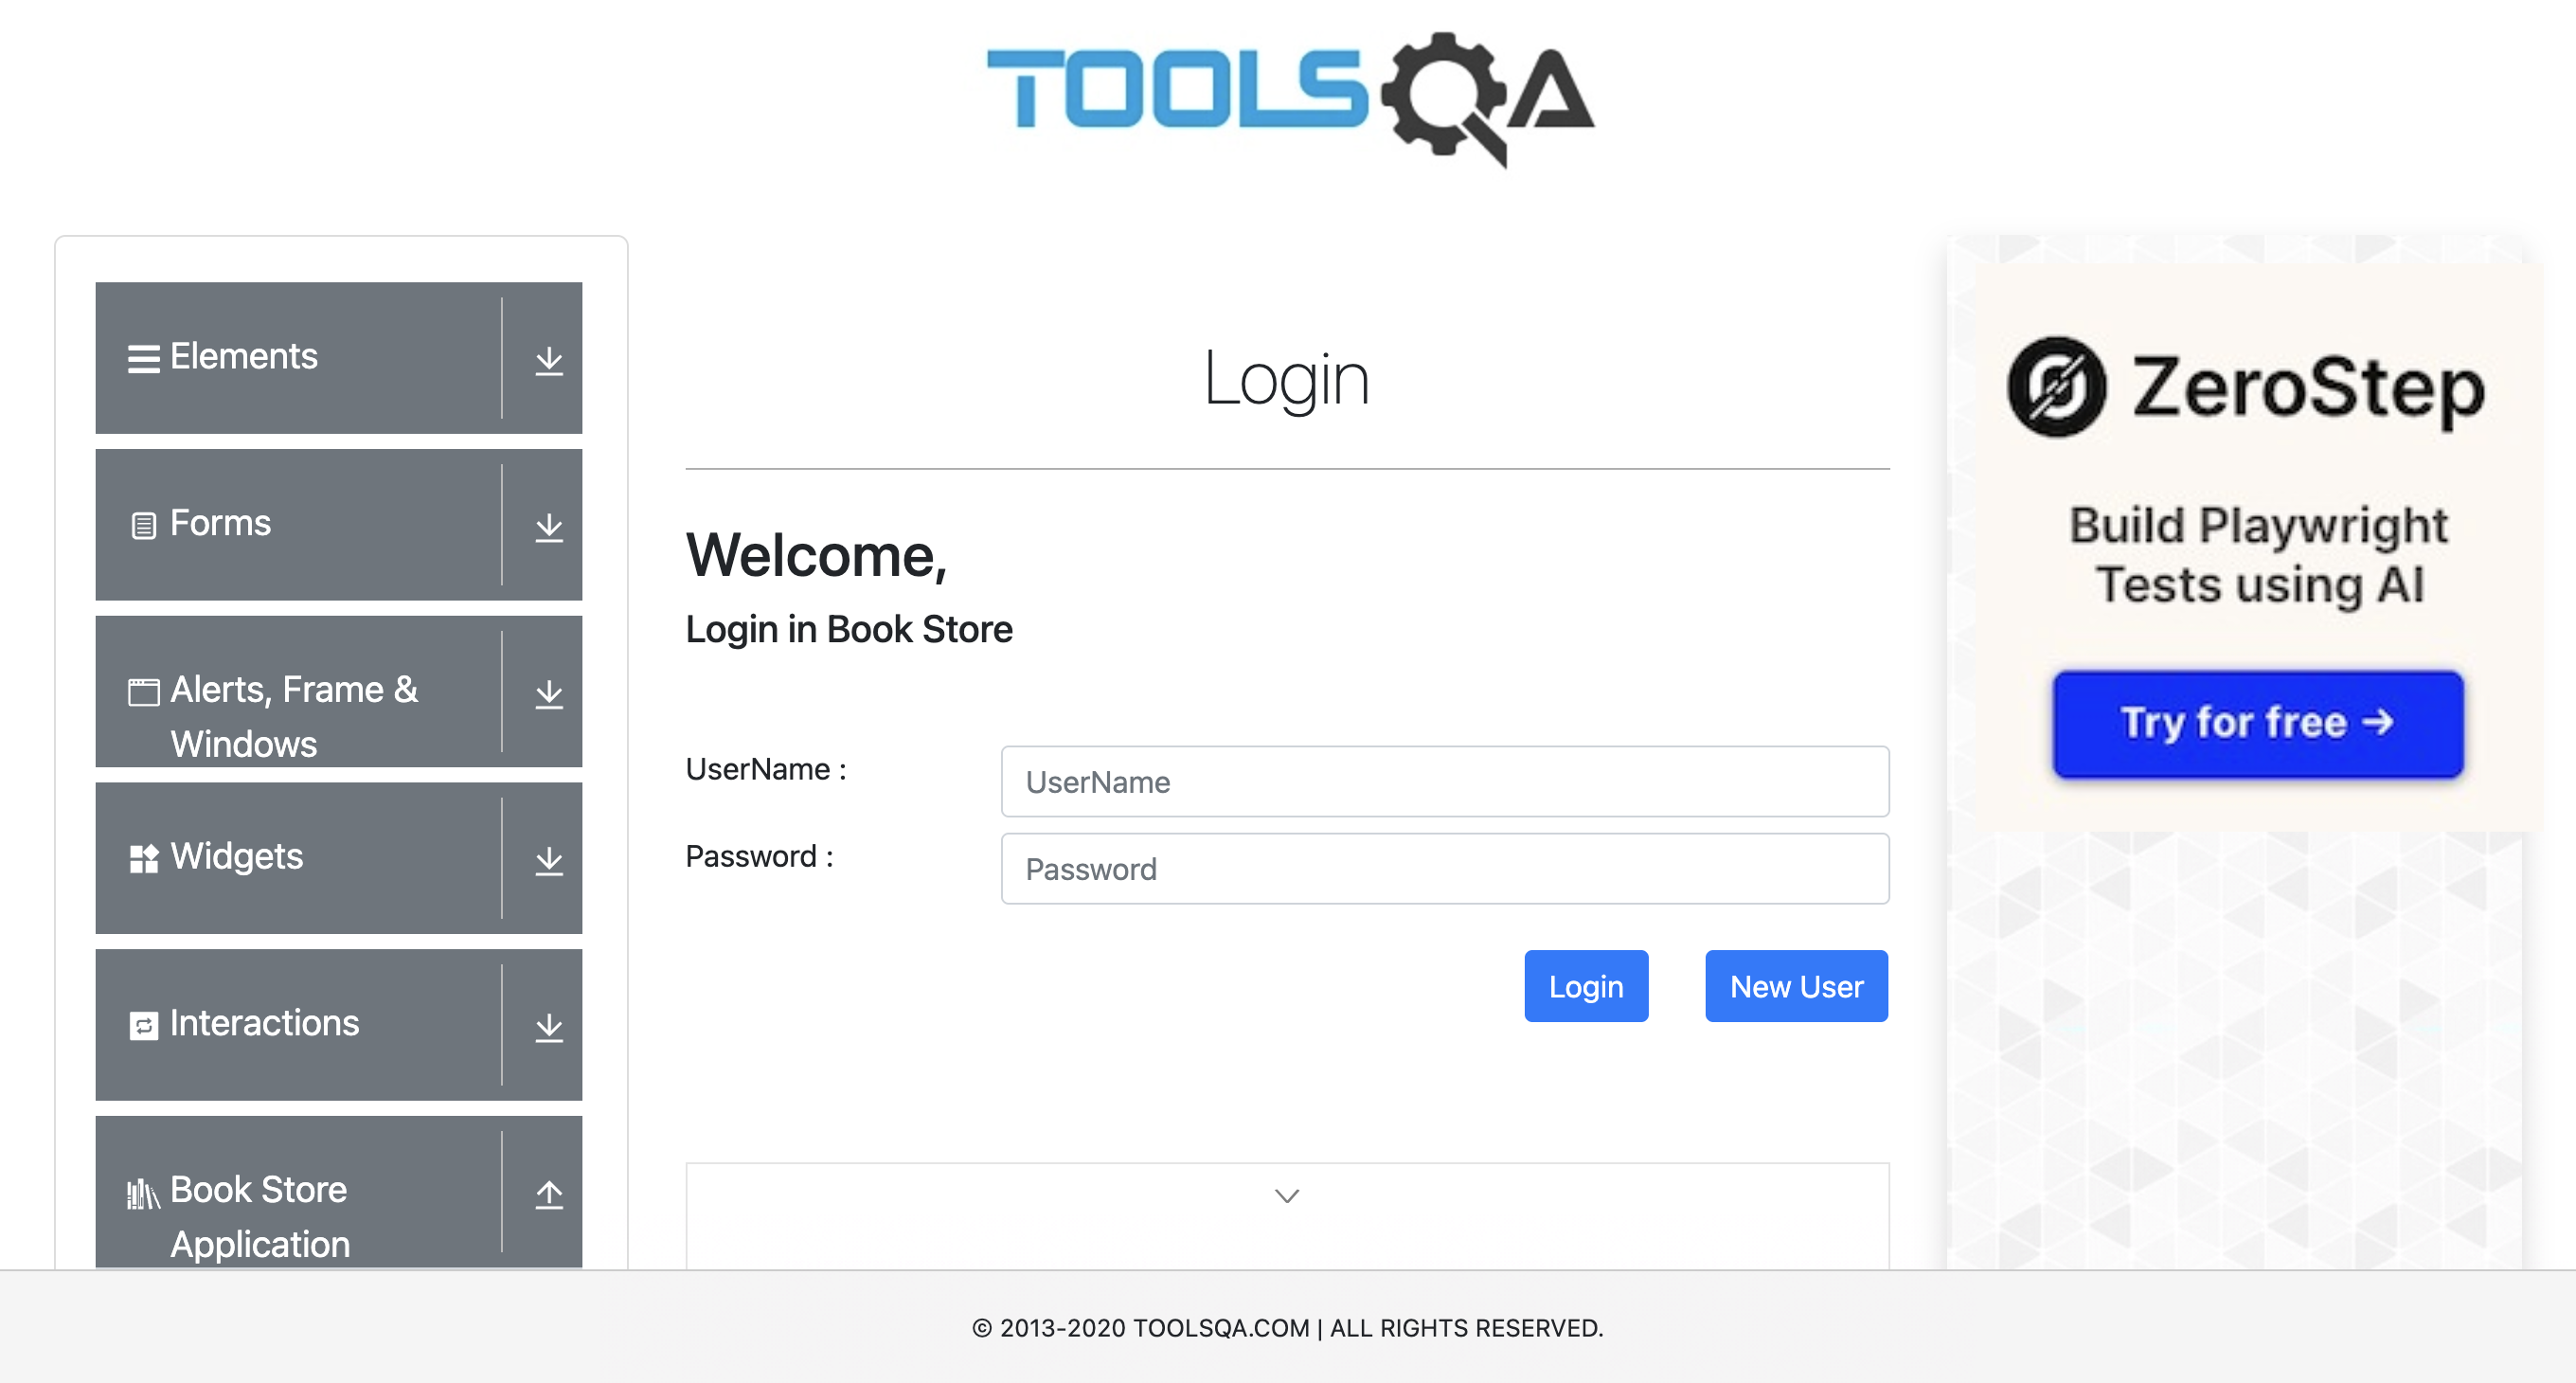 TOOLSQA
Elements
Forms
Alerts, Frame &
Windows
Widgets
Interactions
Book Store
Application
Login
Welcome,
Login in Book Store
UserName :
UserName
Password :
Password
Login
New User
ZeroStep
Build Playwright
Tests using AI
Try for free →
© 2013-2020 TOOLSQA.COM | ALL RIGHTS RESERVED.